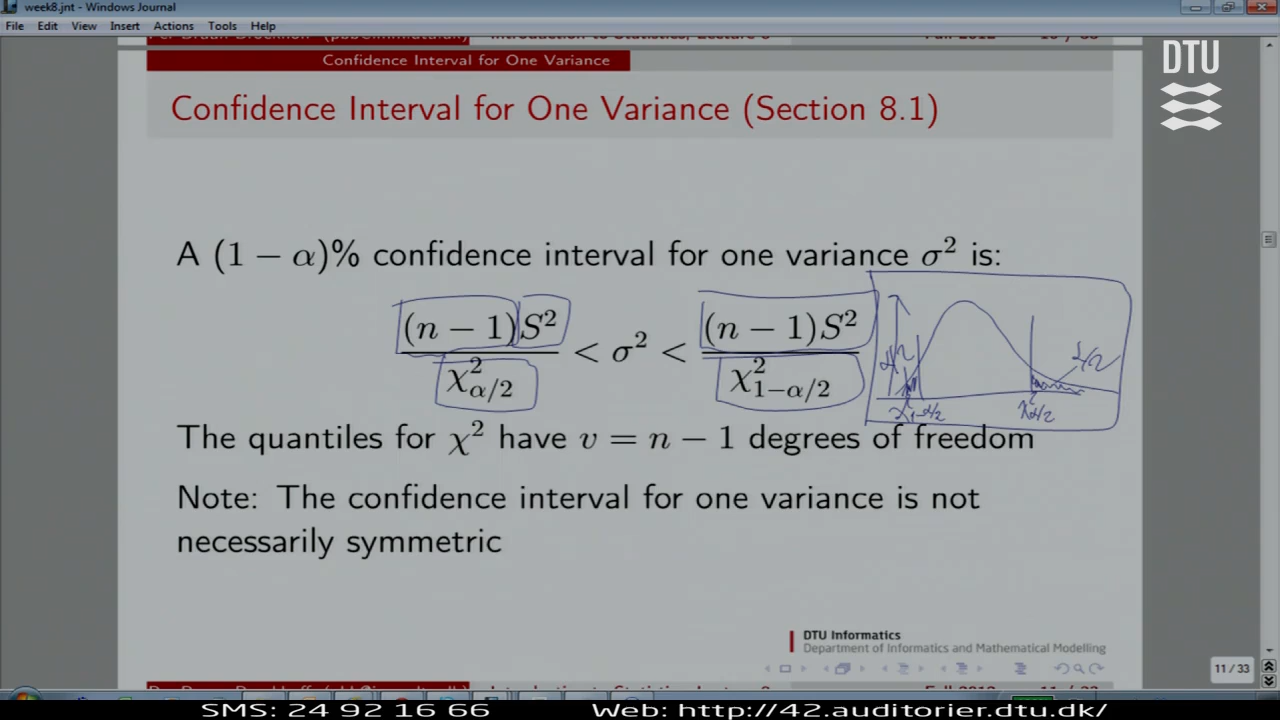 week8.jnt - Windows Journal
File Edit View Insert Actions Tools Help
Confidence Interval for One Variance
DTU
Confidence Interval for One Variance (Section 8.1)
A (1 − α)% confidence interval for one variance σ² is:
(n − 1)S² / χ²α/2 < σ² < (n − 1)S² / χ²1−α/2
α/2 α/2
χ²1-α/2 χ²α/2
The quantiles for χ² have v = n − 1 degrees of freedom
Note: The confidence interval for one variance is not
necessarily symmetric
DTU Informatics
Department of Informatics and Mathematical Modelling
11 / 33
SMS: 24 92 16 66 Web: http://42.auditorier.dtu.dk/